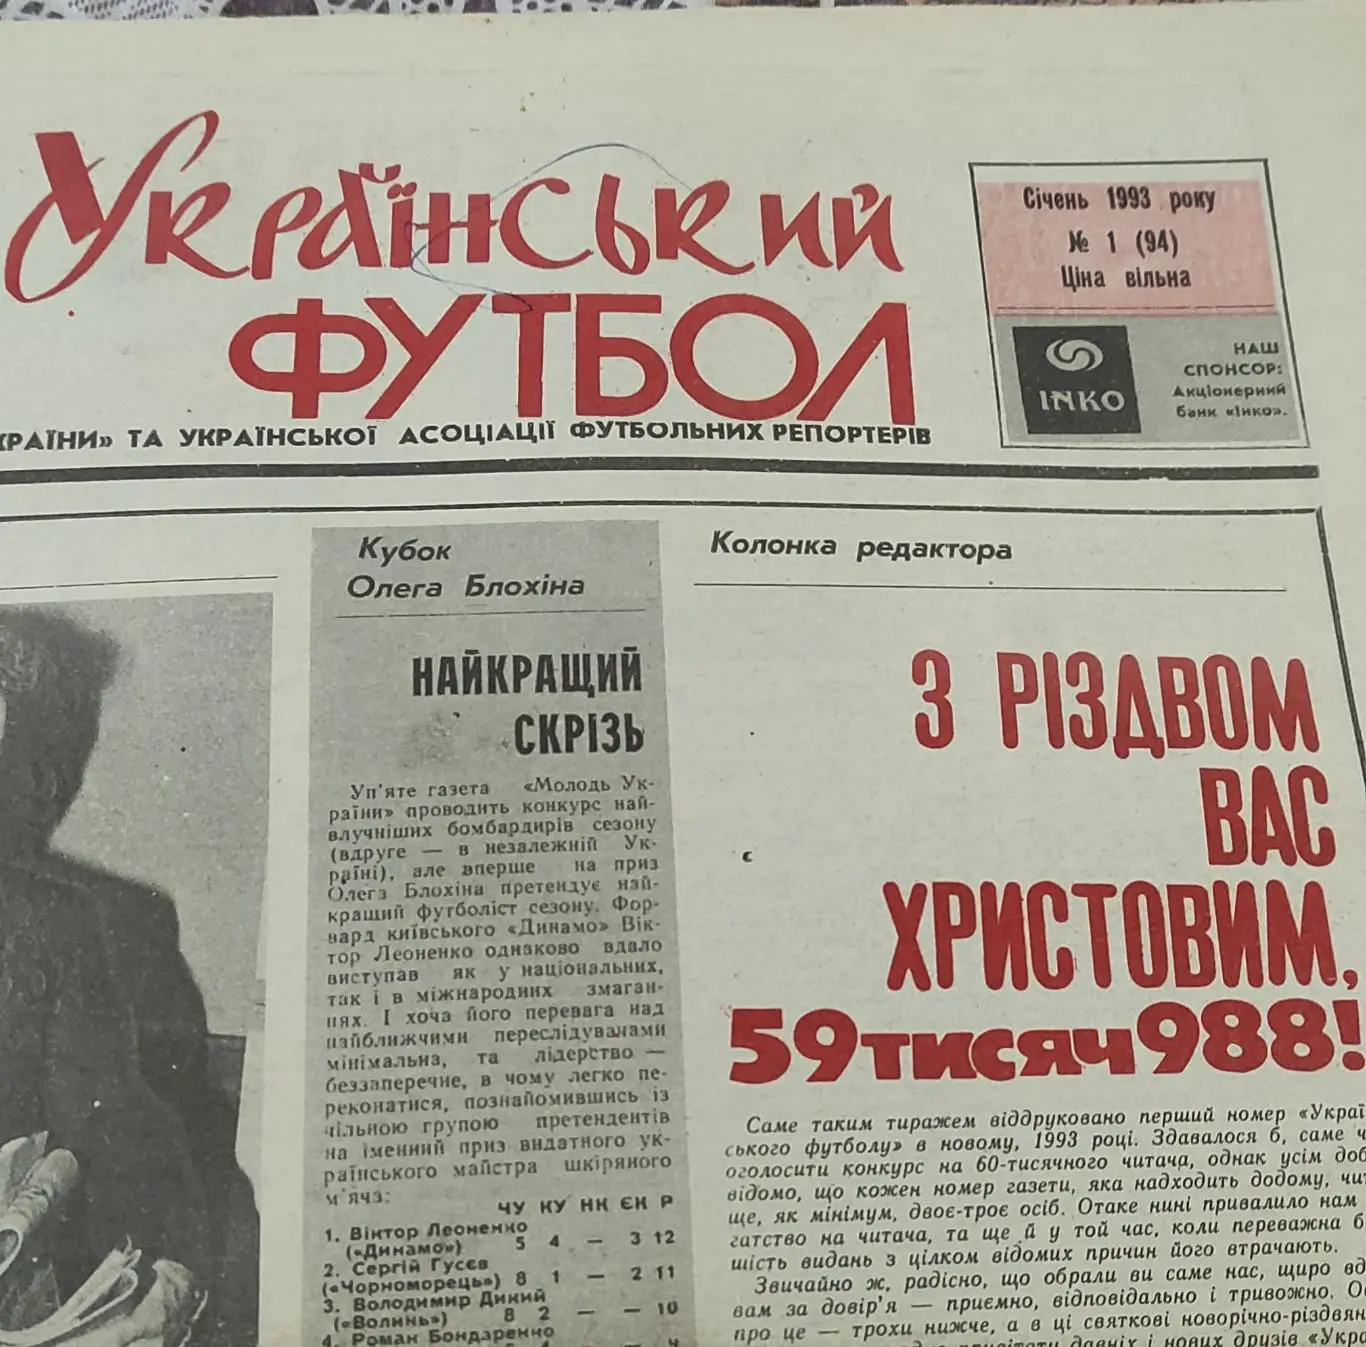 Український
ФУТБОЛ
КРАЇНИ» ТА УКРАЇНСЬКОЇ АСОЦІАЦІЇ ФУТБОЛЬНИХ РЕПОРТЕРІВ
Січень 1993 року
№ 1 (94)
Ціна вільна
ІНКО
НАШ
СПОНСОР:
Акціонерний
банк «Інко».
Кубок
Олега Блохіна
НАЙКРАЩИЙ
СКРІЗЬ
Уп'яте газета «Молодь Ук-
раїни» проводить конкурс най-
влучніших бомбардирів сезону
(вдруге — в незалежній Ук-
раїні), але вперше на приз
Олега Блохіна претендує най-
кращий футболіст сезону. Фор-
вард київського «Динамо» Вік-
тор Леоненко однаково вдало
виступав як у національних,
так і в міжнародних змаган-
нях. І хоча його перевага над
найближчими переслідувачами
мінімальна, та лідерство —
беззаперечне, в чому легко пе-
реконатися, познайомившись із
чільною групою претендентів
на іменний приз видатного ук-
раїнського майстра шкіряного
м'яча:
ЧУ КУ НК ЄК Р
1. Віктор Леоненко
(«Динамо») 5 4 — 3 12
2. Сергій Гусєв
(«Чорноморець») 8 1 — 2 11
3. Володимир Дикий
(«Волинь») 8 2 — — 10
4. Роман Бондаренко
Колонка редактора
З РІЗДВОМ
ВАС
ХРИСТОВИМ,
59тисяч988!
Саме таким тиражем віддруковано перший номер «Украї
ського футболу» в новому, 1993 році. Здавалося б, саме ч
оголосити конкурс на 60-тисячного читача, однак усім доб
відомо, що кожен номер газети, яка надходить додому, чит
ще, як мінімум, двоє-троє осіб. Отаке нині привалило нам б
гатство на читача, та ще й у той час, коли переважна б
шість видань з цілком відомих причин його втрачають.
Звичайно ж, радісно, що обрали ви саме нас, щиро вд
вам за довір'я — приємно, відповідально і тривожно. О
про це — трохи нижче, а в ці святкові новорічно-різдвян
давніх і нових друзів «Укра